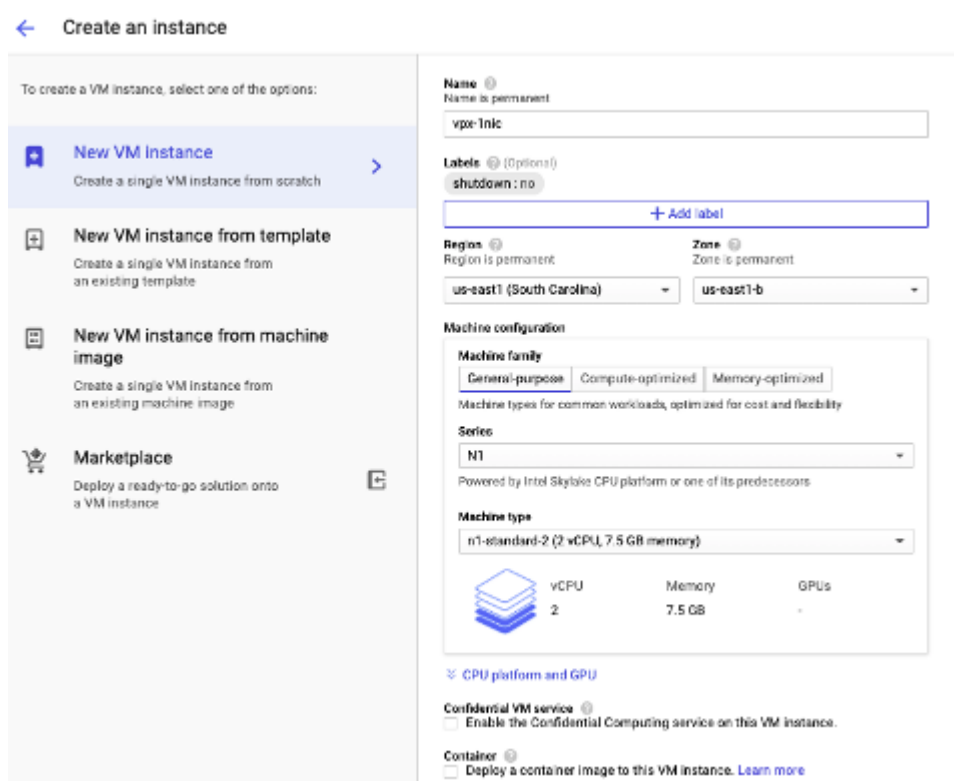 Create an instance
To create a VM instance, select one of the options:
New VM instance
Create a single VM instance from scratch
New VM instance from template
Create a single VM instance from
an existing template
New VM instance from machine
image
Create a single VM instance from
an existing machine image
Marketplace
Deploy a ready-to-go solution onto
a VM instance
Name
Name is permanent
vpx-1nic
Labels (Optional)
shutdown : no
+ Add label
Region
Region is permanent
us-east1 (South Carolina)
Zone
Zone is permanent
us-east1-b
Machine configuration
Machine family
General-purpose Compute-optimized Memory-optimized
Machine types for common workloads, optimized for cost and flexibility
Series
N1
Powered by Intel Skylake CPU platform or one of its predecessors
Machine type
n1-standard-2 (2 vCPU, 7.5 GB memory)
vCPU Memory GPUs
2 7.5 GB -
CPU platform and GPU
Confidential VM service
Enable the Confidential Computing service on this VM instance.
Container
Deploy a container image to this VM instance. Learn more